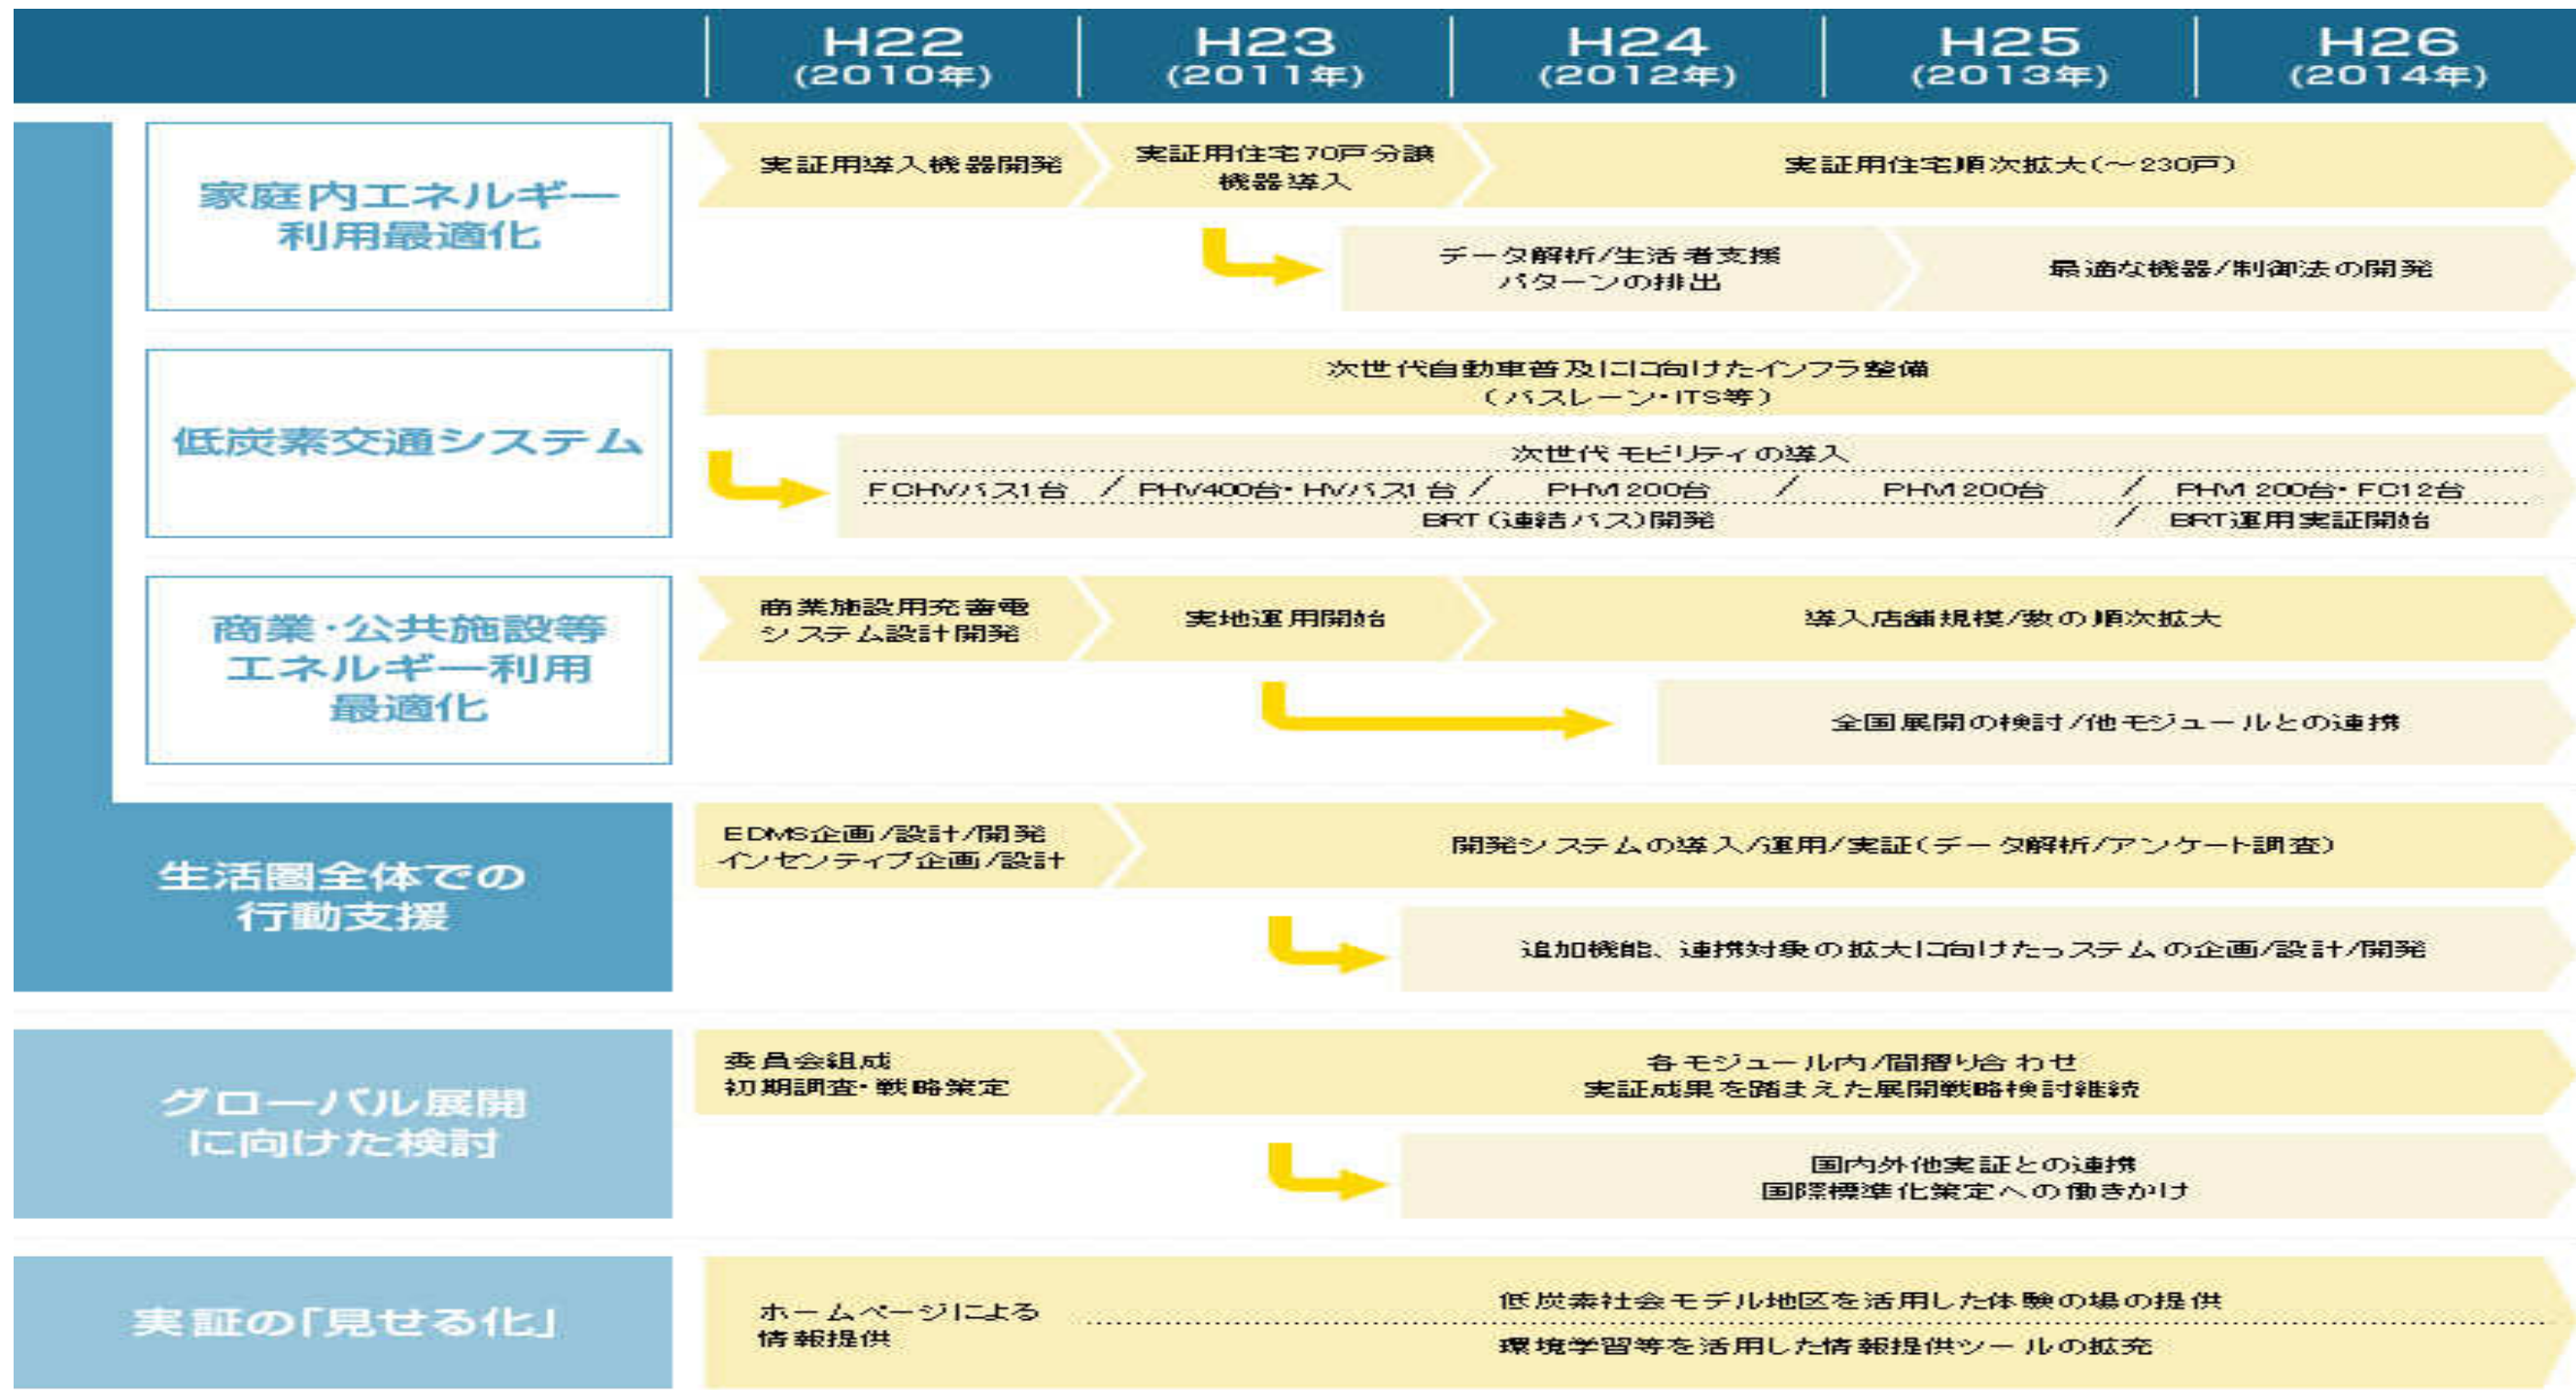 H22
(2010年)
H23
(2011年)
H24
(2012年)
H25
(2013年)
H26
(2014年)
家庭内エネルギー
利用最適化
実証用導入機器開発
実証用住宅70戸分譲
機器導入
実証用住宅順次拡大(〜230戸)
データ解析/生活者支援
パターンの排出
最適な機器/制御法の開発
低炭素交通システム
次世代自動車普及にに向けたインフラ整備
(バスレーン・ITS等)
次世代モビリティの導入
FCHVバス1台 / PHV400台・HVバス1台 / PHV1200台 / PHV1200台 / PHV1200台・FC12台
BRT(連結バス)開発 / BRT運用実証開始
商業・公共施設等
エネルギー利用
最適化
商業施設用充蓄電
システム設計開発
実地運用開始
導入店舗規模/数の順次拡大
全国展開の検討/他モジュールとの連携
生活圏全体での
行動支援
EDMS企画/設計/開発
インセンティブ企画/設計
開発システムの導入/運用/実証(データ解析/アンケート調査)
追加機能、連携対象の拡大に向けたっステムの企画/設計/開発
グローバル展開
に向けた検討
委員会組成
初期調査・戦略策定
各モジュール内/間摺り合わせ
実証成果を踏まえた展開戦略検討継続
国内外他実証との連携
国際標準化策定への働きかけ
実証の「見せる化」
ホームページによる
情報提供
低炭素社会モデル地区を活用した体験の場の提供
環境学習等を活用した情報提供ツールの拡充